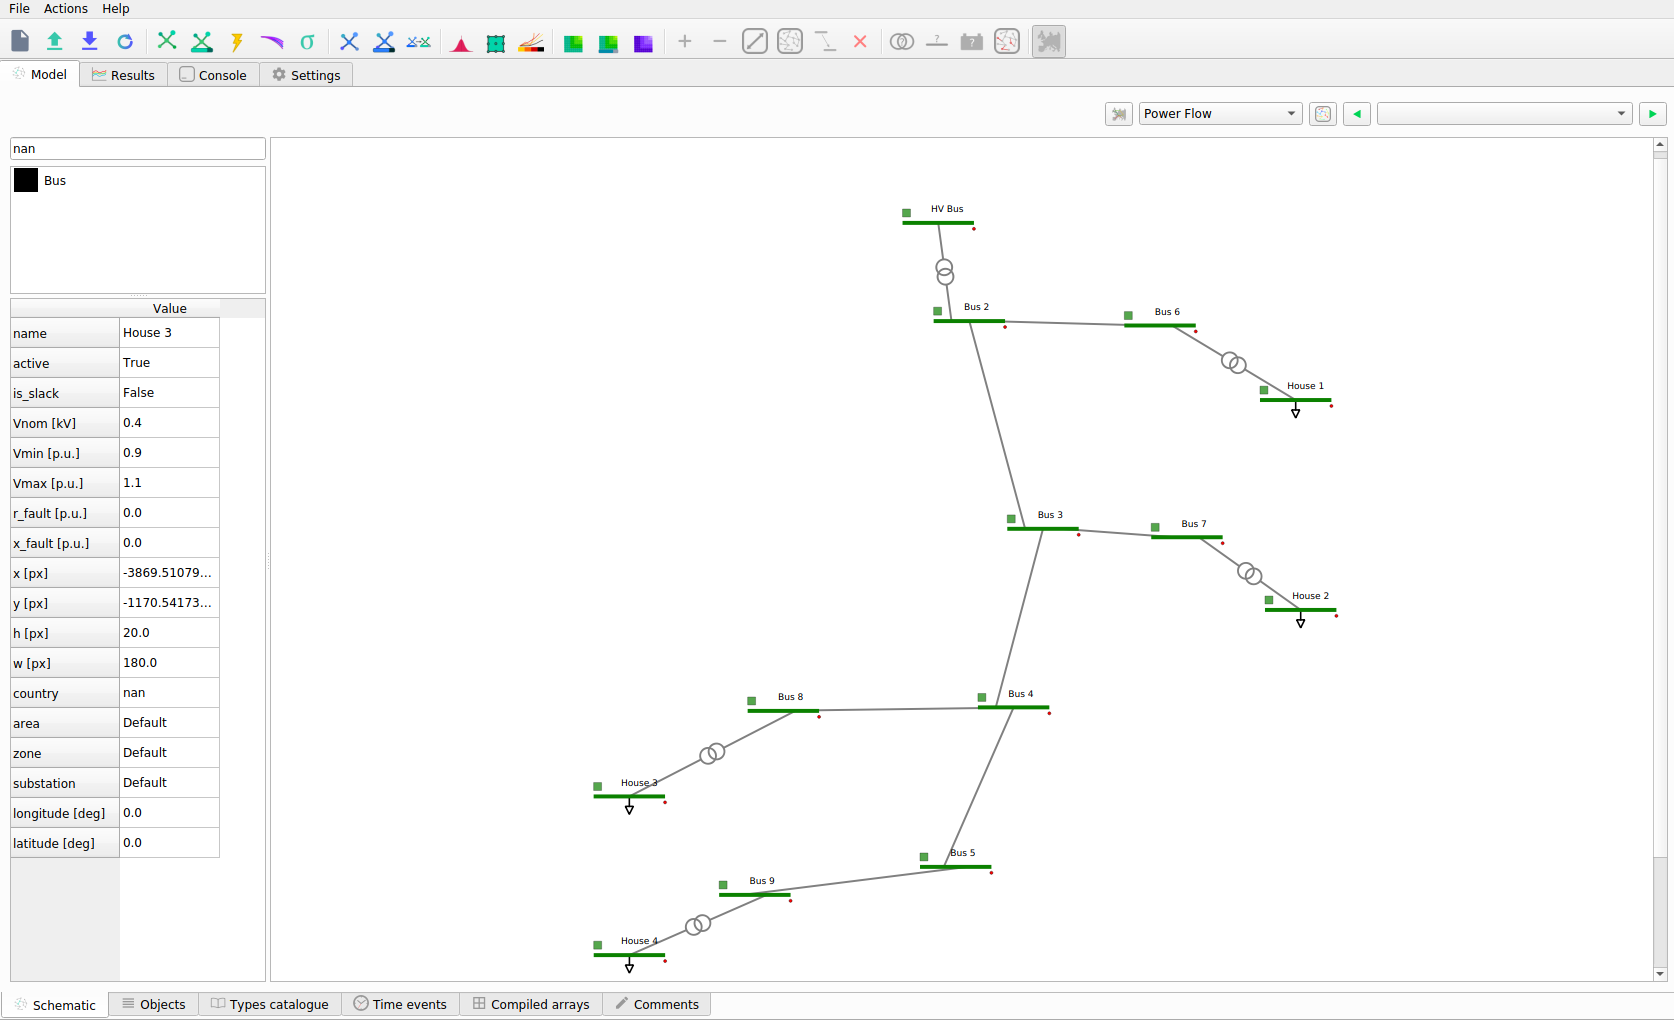 File Actions Help
Model Results Console Settings
Power Flow
nan
Bus
Value
name House 3
active True
is_slack False
Vnom [kV] 0.4
Vmin [p.u.] 0.9
Vmax [p.u.] 1.1
r_fault [p.u.] 0.0
x_fault [p.u.] 0.0
x [px] -3869.51079...
y [px] -1170.54173...
h [px] 20.0
w [px] 180.0
country nan
area Default
zone Default
substation Default
longitude [deg] 0.0
latitude [deg] 0.0
HV Bus
Bus 2
Bus 6
House 1
Bus 3
Bus 7
House 2
Bus 4
Bus 8
House 3
Bus 5
Bus 9
House 4
Schematic Objects Types catalogue Time events Compiled arrays Comments